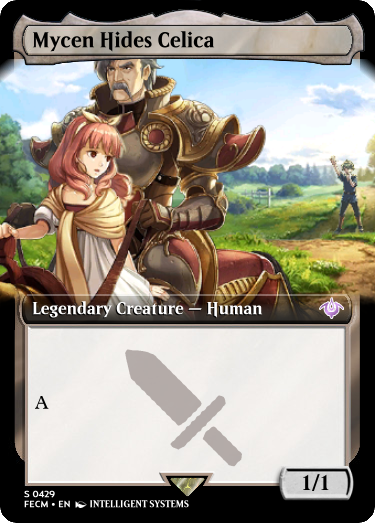 Mycen Hides Celica
Legendary Creature — Human
A
1/1
S 0429
FECM • EN INTELLIGENT SYSTEMS